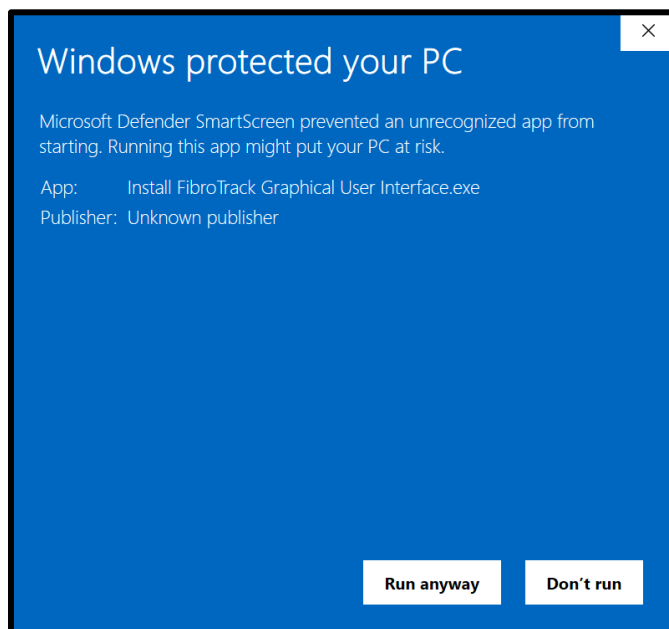 Windows protected your PC
Microsoft Defender SmartScreen prevented an unrecognized app from
starting. Running this app might put your PC at risk.
App: Install FibroTrack Graphical User Interface.exe
Publisher: Unknown publisher
Run anyway Don’t run